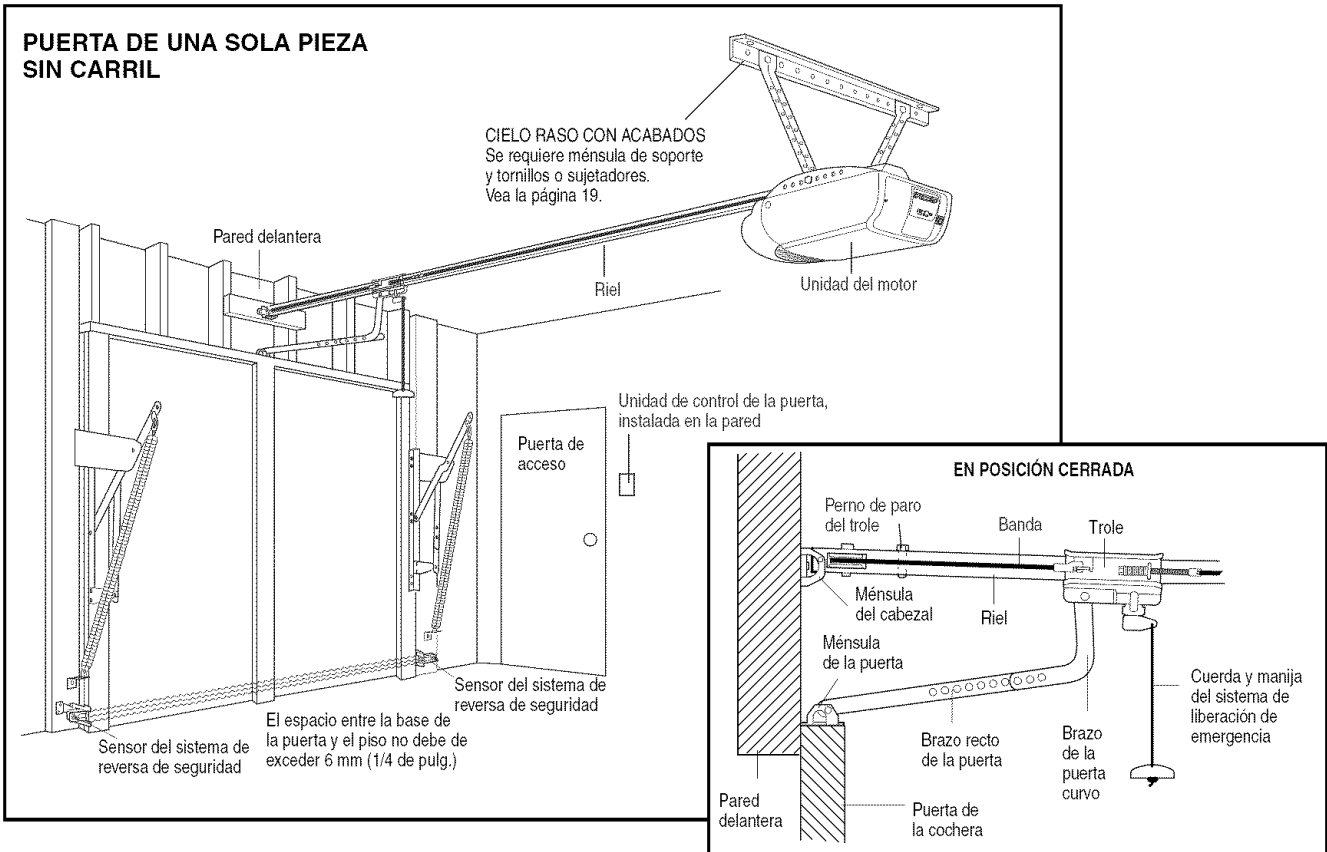 PUERTA DE UNA SOLA PIEZA
SIN CARRIL
CIELO RASO CON ACABADOS
Se requiere ménsula de soporte
y tornillos o sujetadores.
Vea la página 19.
Pared delantera
Riel
Unidad del motor
Unidad de control de la puerta,
instalada en la pared
Puerta de
acceso
Sensor del sistema de
reversa de seguridad
El espacio entre la base de
la puerta y el piso no debe de
exceder 6 mm (1/4 de pulg.)
Sensor del sistema de
reversa de seguridad
EN POSICIÓN CERRADA
Perno de paro
del trole
Banda
Trole
Ménsula
del cabezal
Riel
Ménsula
de la puerta
Cuerda y manija
del sistema de
liberación de
emergencia
Brazo recto
de la puerta
Brazo
de la
puerta
curvo
Pared
delantera
Puerta de
la cochera